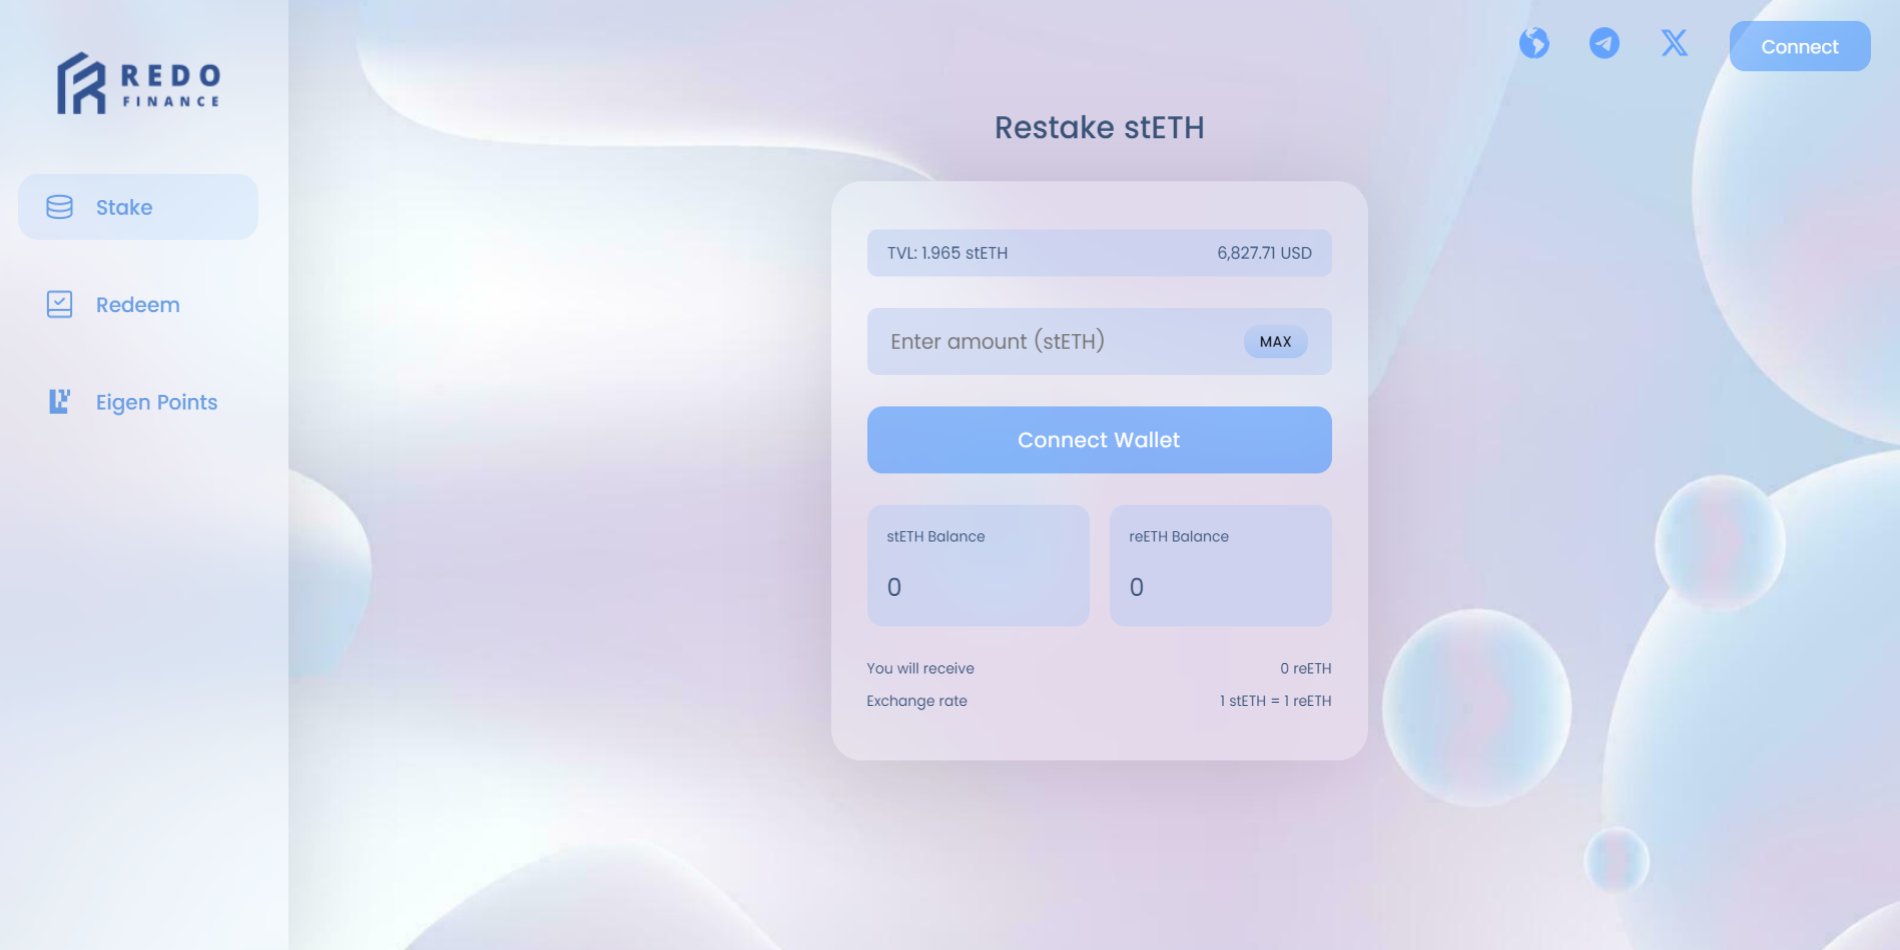 REDO
FINANCE
Stake
Redeem
Eigen Points
Connect
Restake stETH
TVL: 1.965 stETH 6,827.71 USD
Enter amount (stETH) MAX
Connect Wallet
stETH Balance reETH Balance
0 0
You will receive 0 reETH
Exchange rate 1 stETH = 1 reETH